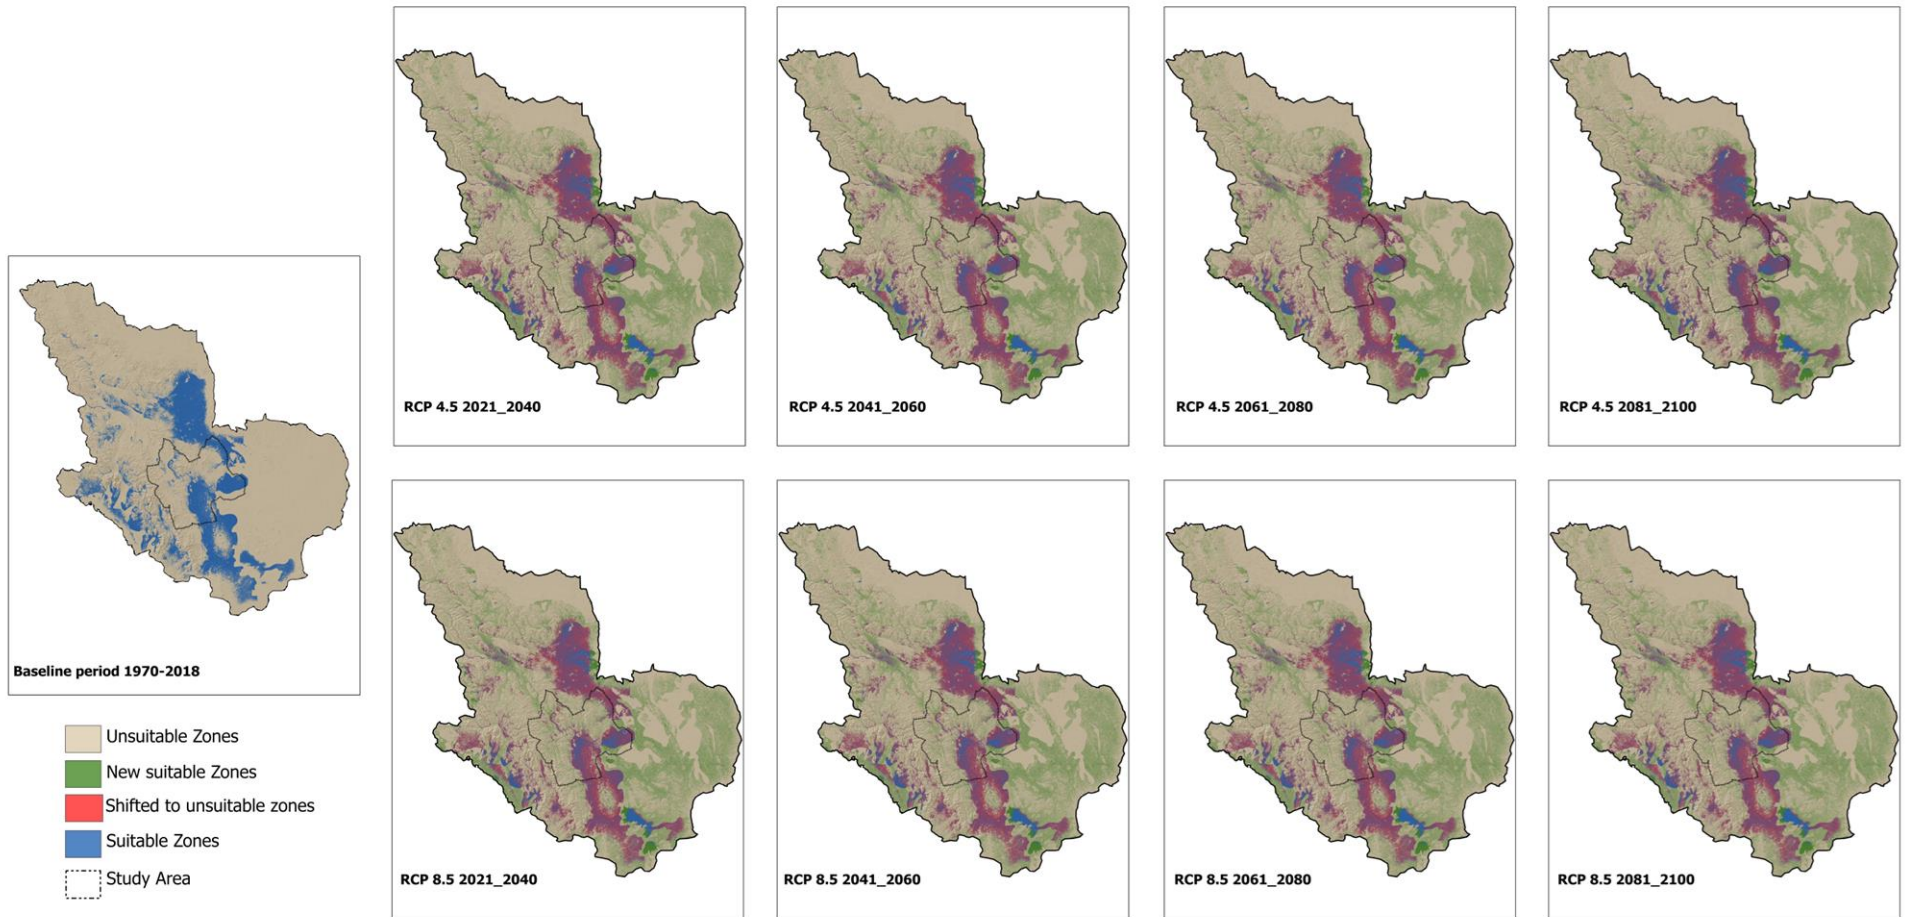 RCP 4.5 2021_2040
RCP 4.5 2041_2060
RCP 4.5 2061_2080
RCP 4.5 2081_2100
Baseline period 1970-2018
Unsuitable Zones
New suitable Zones
Shifted to unsuitable zones
Suitable Zones
Study Area
RCP 8.5 2021_2040
RCP 8.5 2041_2060
RCP 8.5 2061_2080
RCP 8.5 2081_2100